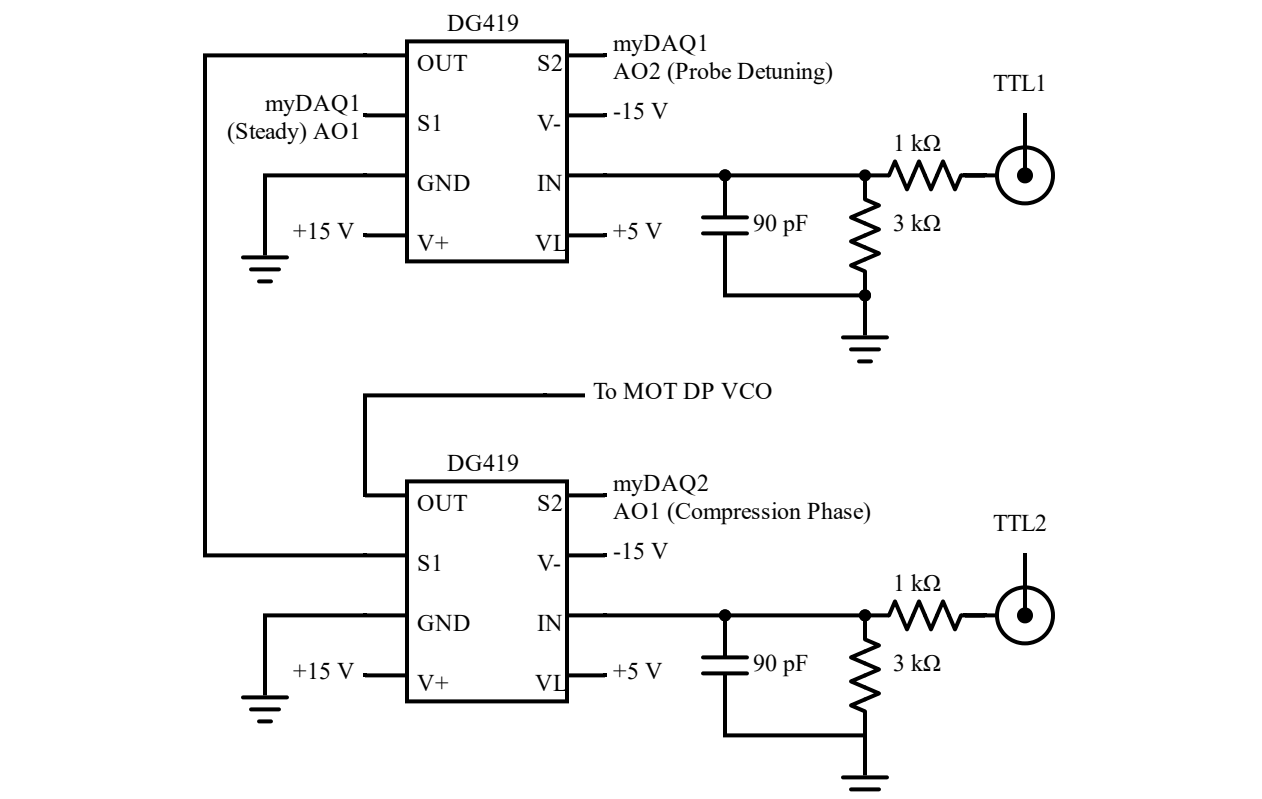 DG419
OUT
S2
myDAQ1
AO2 (Probe Detuning)
myDAQ1
(Steady) AO1
S1
V-
-15 V
TTL1
1 kΩ
GND
IN
90 pF
3 kΩ
+15 V
V+
VL
+5 V
To MOT DP VCO
DG419
OUT
S2
myDAQ2
AO1 (Compression Phase)
S1
V-
-15 V
TTL2
1 kΩ
GND
IN
90 pF
3 kΩ
+15 V
V+
VL
+5 V